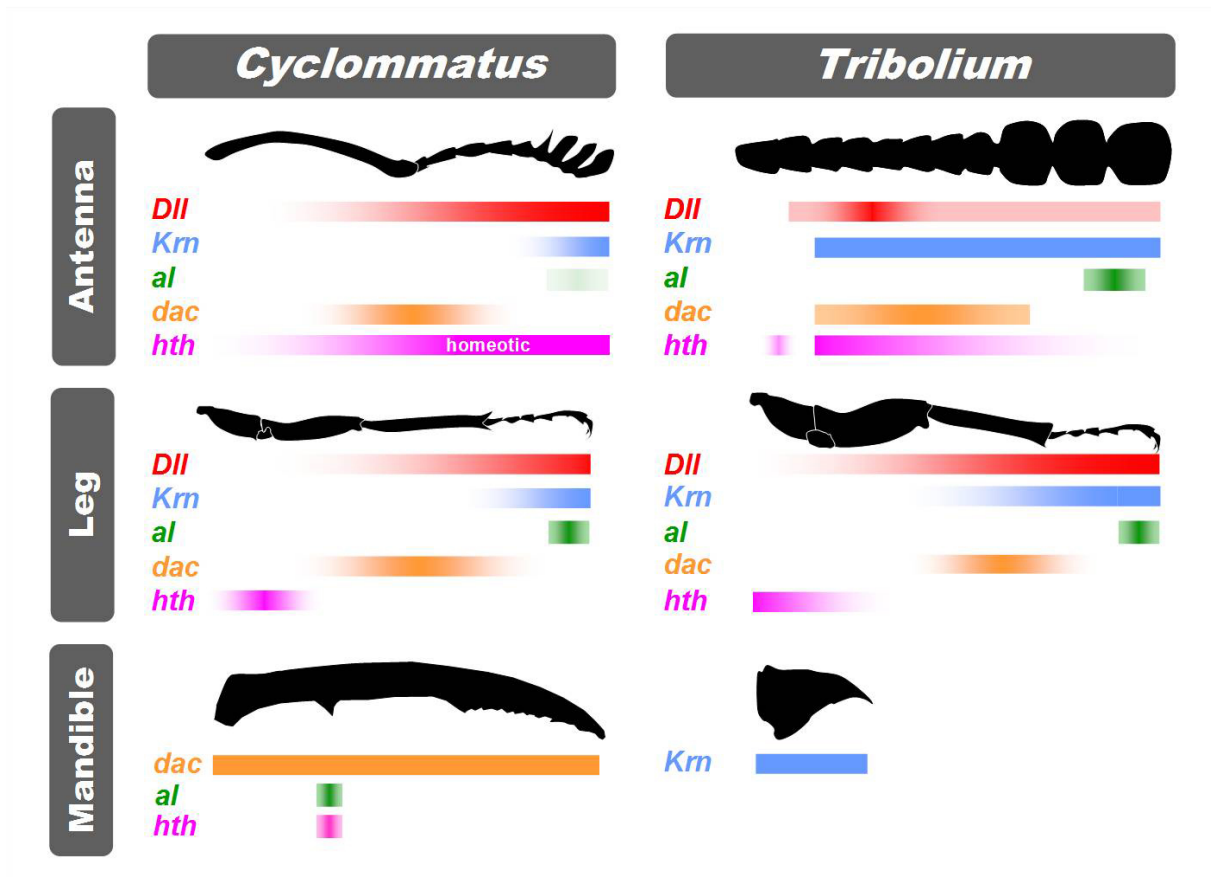 Cyclommatus
Tribolium
Antenna
Dll
Krn
al
dac
hth
homeotic
Dll
Krn
al
dac
hth
Leg
Dll
Krn
al
dac
hth
Dll
Krn
al
dac
hth
Mandible
dac
al
hth
Krn